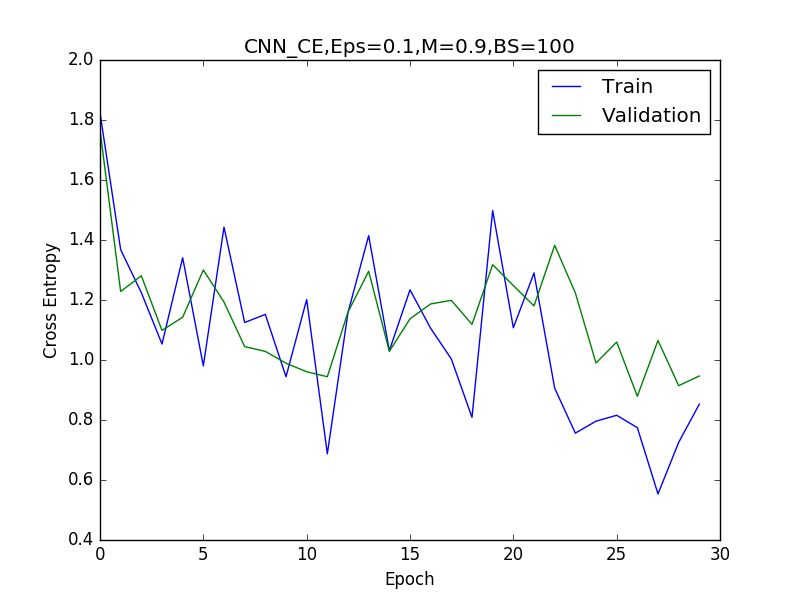 CNN_CE,Eps=0.1,M=0.9,BS=100
Train
Validation
2.0
1.8
1.6
1.4
1.2
1.0
0.8
0.6
0.4
Cross Entropy
0 5 10 15 20 25 30
Epoch